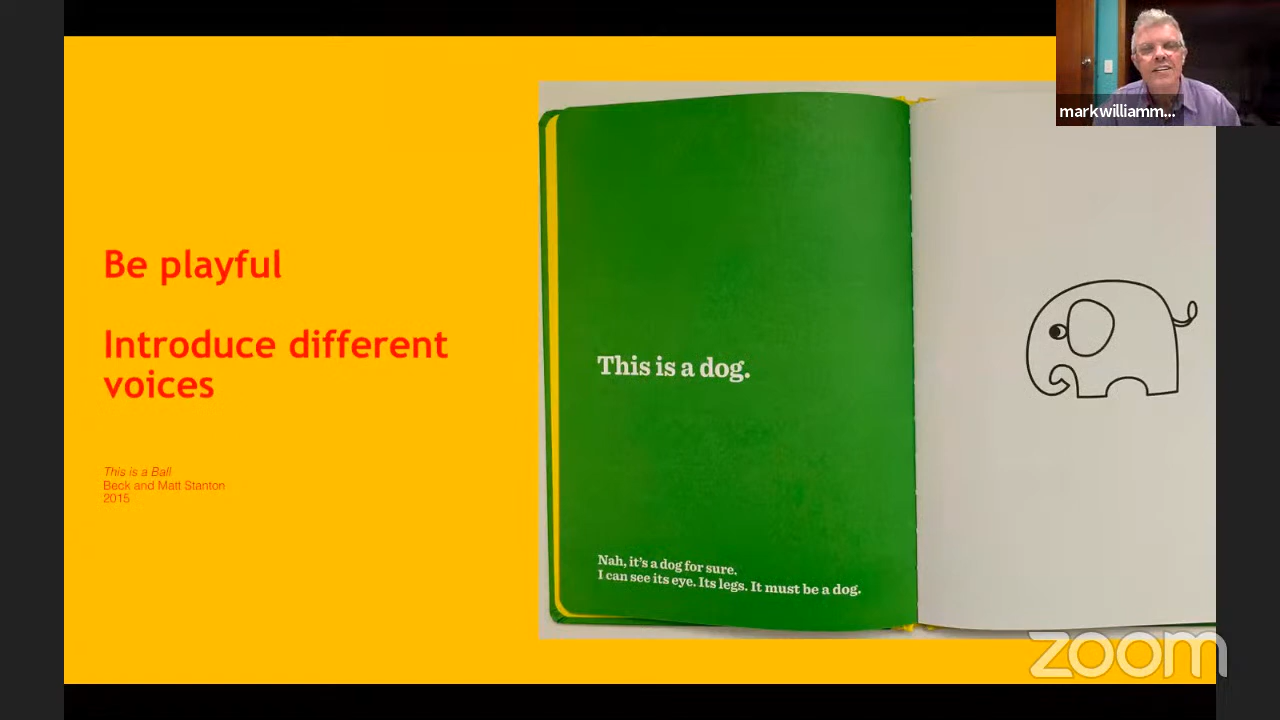 markwilliamm...
Be playful
Introduce different
voices
This is a Ball
Beck and Matt Stanton
2015
This is a dog.
Nah, it's a dog for sure.
I can see its eye. Its legs. It must be a dog.
zoom